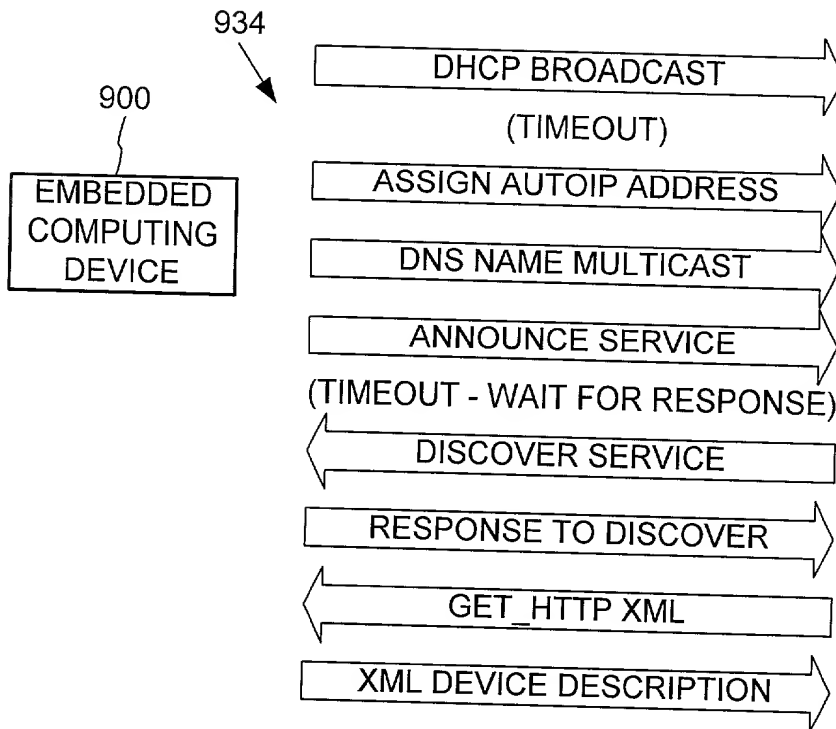 934
DHCP BROADCAST
900
(TIMEOUT)
EMBEDDED
COMPUTING
DEVICE
ASSIGN AUTOIP ADDRESS
DNS NAME MULTICAST
ANNOUNCE SERVICE
(TIMEOUT - WAIT FOR RESPONSE)
DISCOVER SERVICE
RESPONSE TO DISCOVER
GET_HTTP XML
XML DEVICE DESCRIPTION